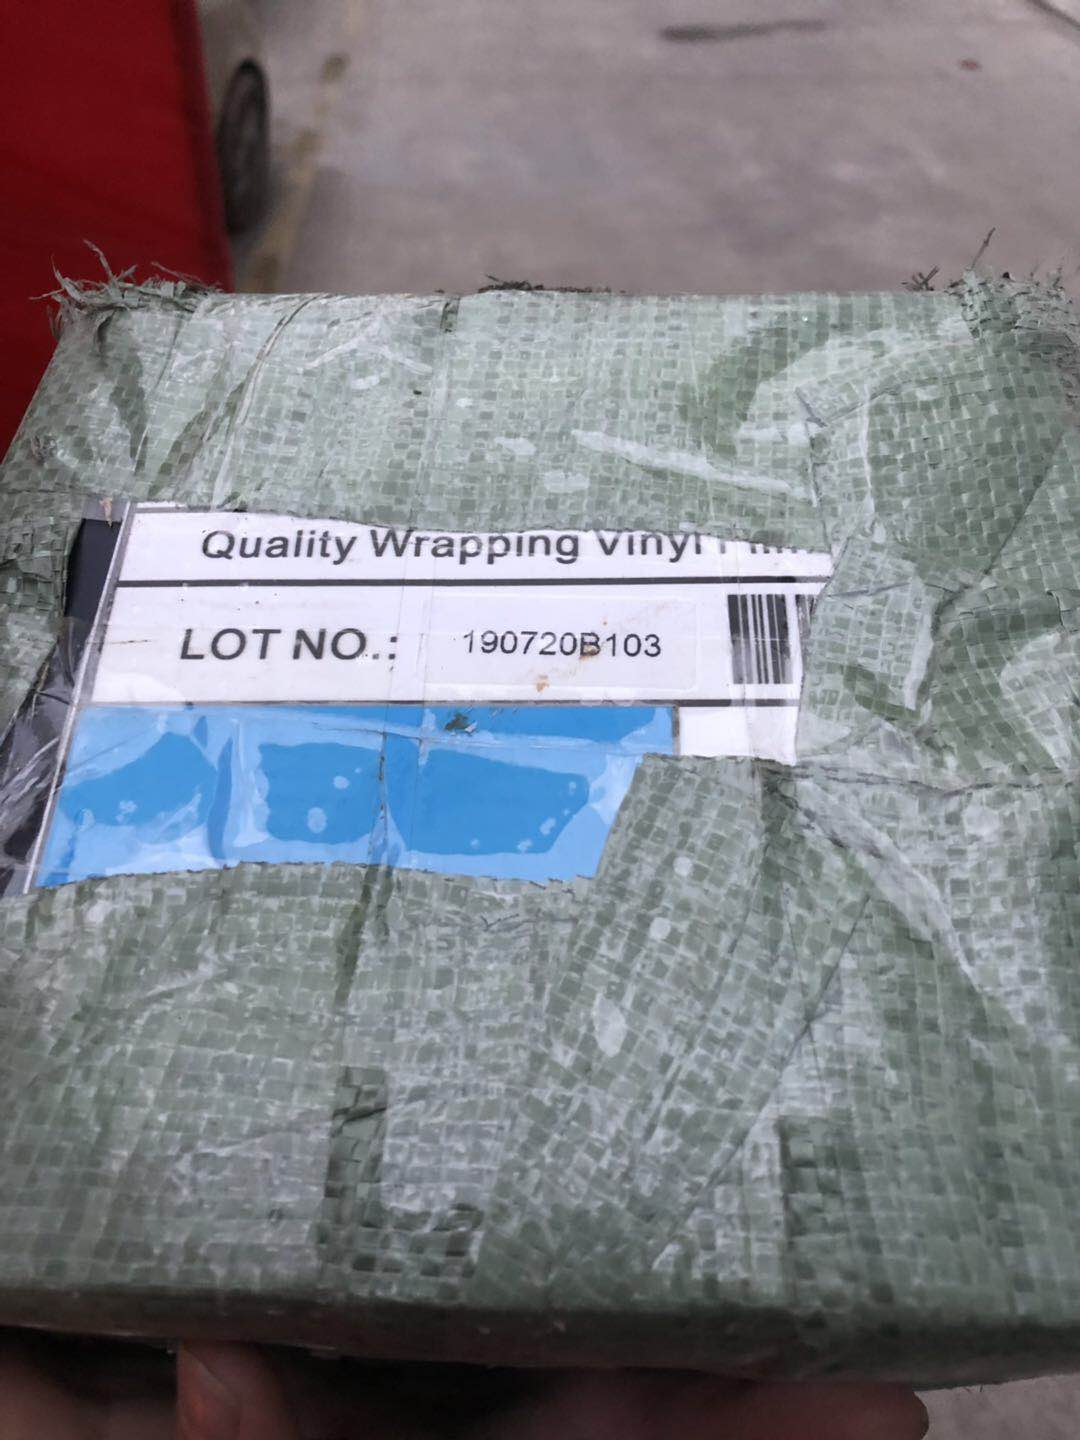 Quality Wrapping Vinyl
LOT NO.: 190720B103